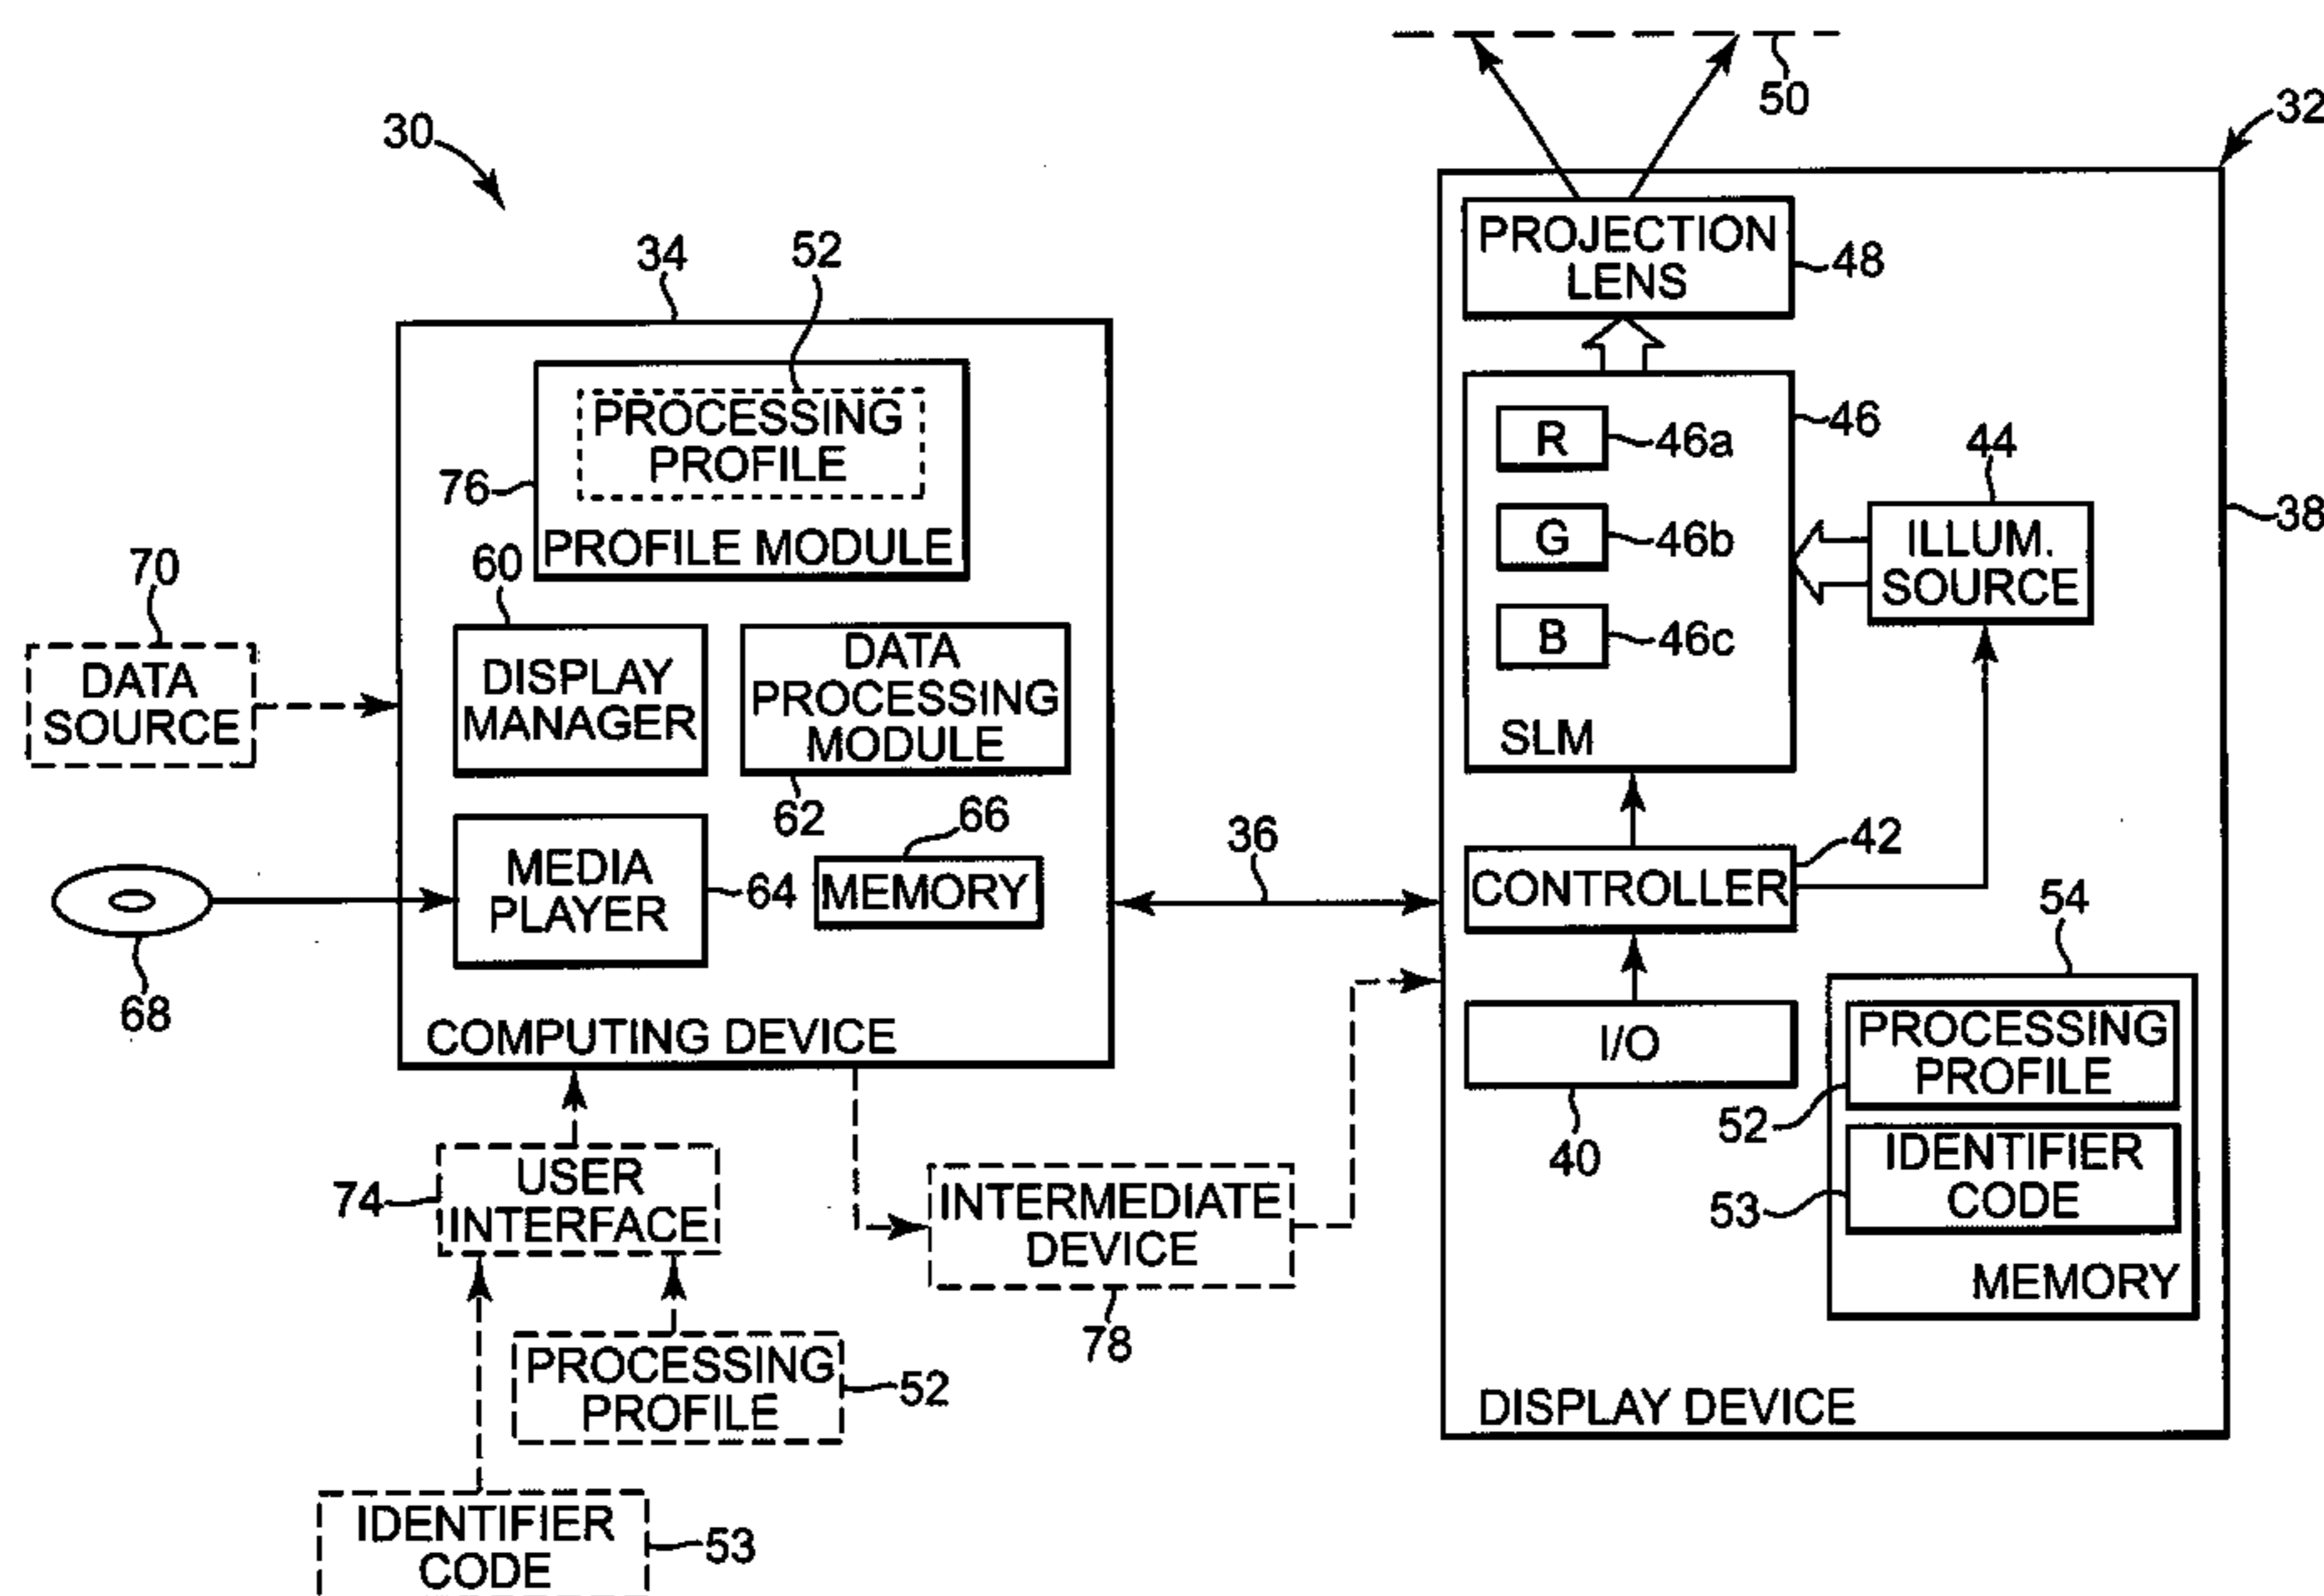 50
32
30
PROJECTION
LENS
48
52
34
PROCESSING
PROFILE
76
PROFILE MODULE
46
R
46a
44
G
46b
ILLUM.
SOURCE
38
B
46c
SLM
70
DATA
SOURCE
60
DISPLAY
MANAGER
DATA
PROCESSING
MODULE
62
66
36
42
MEDIA
PLAYER
64
MEMORY
CONTROLLER
68
54
COMPUTING DEVICE
I/O
40
PROCESSING
PROFILE
52
IDENTIFIER
CODE
53
MEMORY
74
USER
INTERFACE
INTERMEDIATE
DEVICE
78
PROCESSING
PROFILE
52
DISPLAY DEVICE
IDENTIFIER
CODE
53